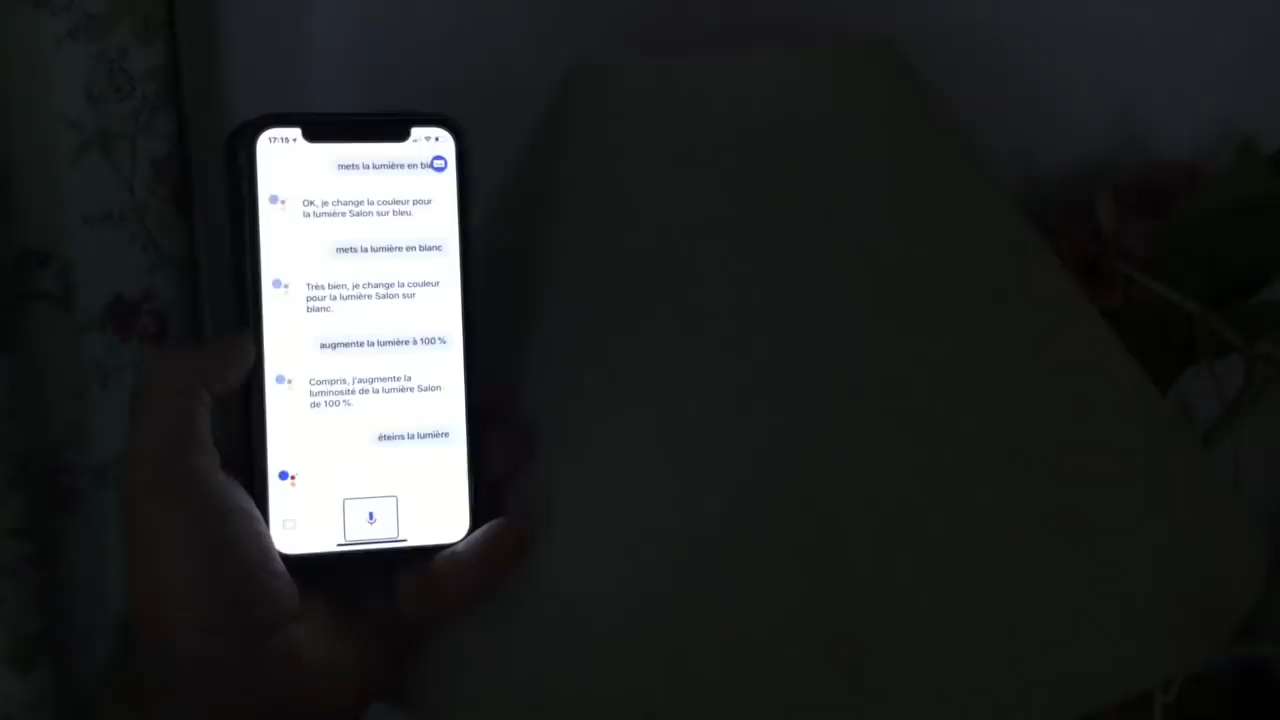 17:15
mets la lumière en
OK, je change la couleur pour
la lumière Salon sur bleu.
mets la lumière en blanc
Très bien, je change la couleur
pour la lumière Salon sur
blanc.
augmente la lumière à 100 %
Compris, j'augmente la
luminosité de la lumière Salon
de 100 %.
éteins la lumière